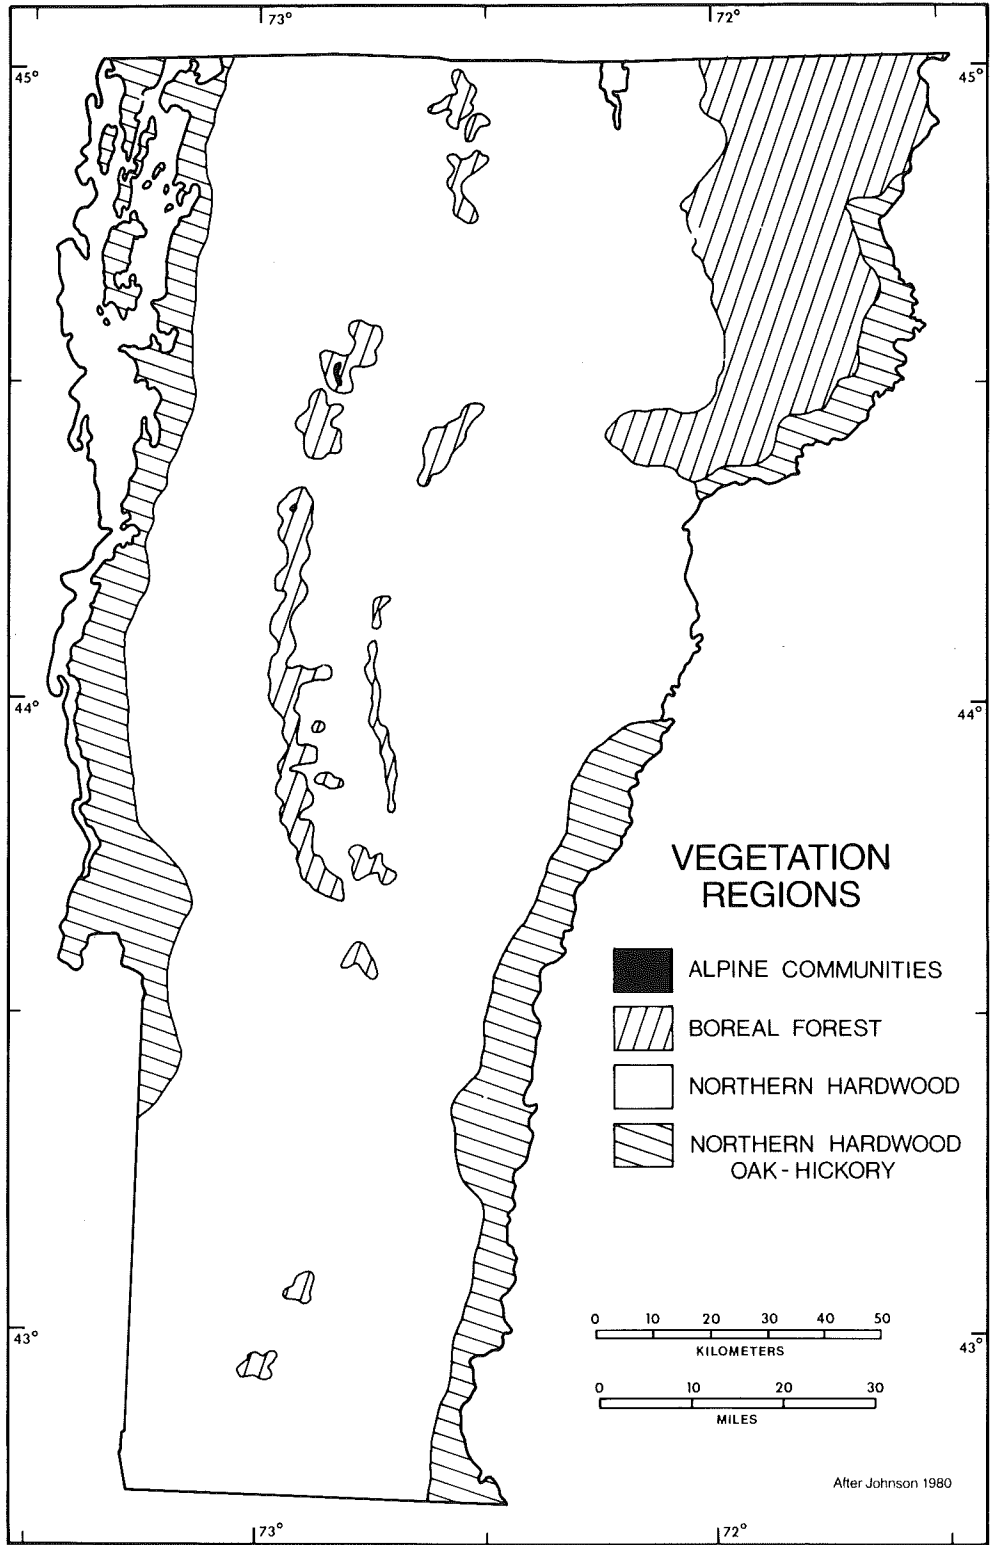 73°
72°
45°
45°
44°
44°
VEGETATION
REGIONS
ALPINE COMMUNITIES
BOREAL FOREST
NORTHERN HARDWOOD
NORTHERN HARDWOOD
OAK-HICKORY
43°
43°
0 10 20 30 40 50
KILOMETERS
0 10 20 30
MILES
After Johnson 1980
73°
72°